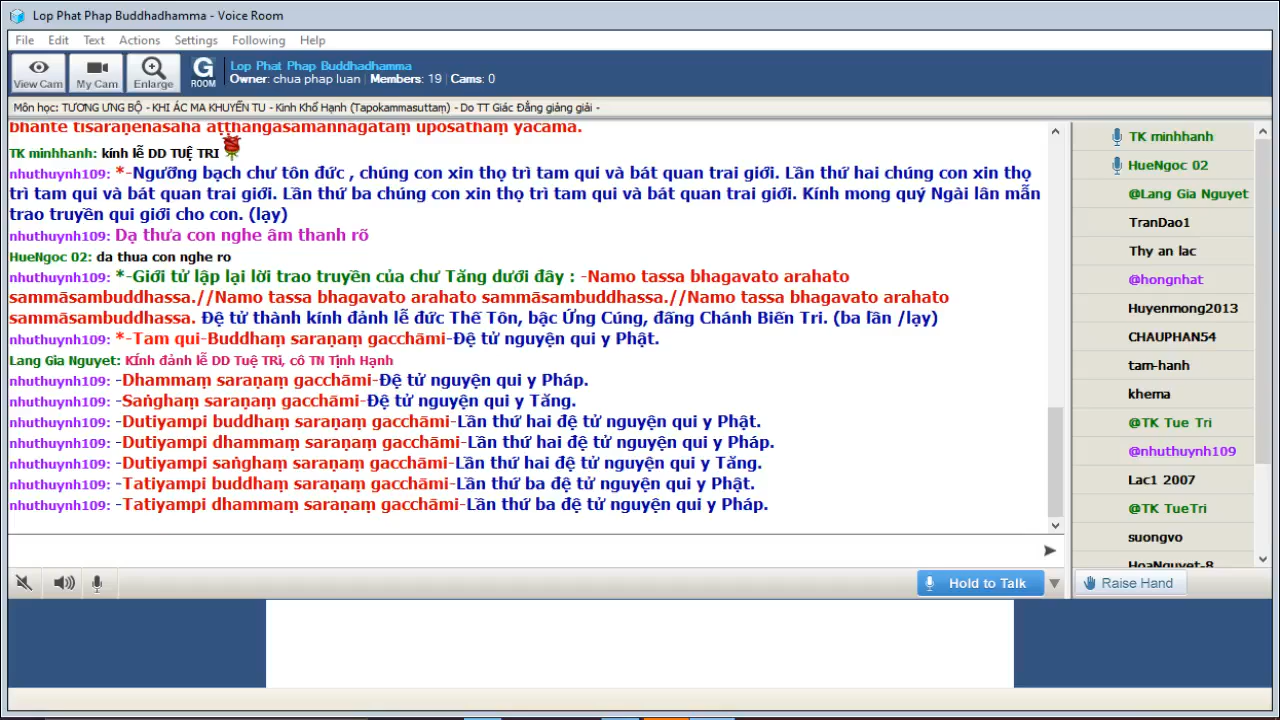 Lop Phat Phap Buddhadhamma - Voice Room
File Edit Text Actions Settings Following Help
View Cam My Cam Enlarge G ROOM
Lop Phat Phap Buddhadhamma
Owner: chua phap luan | Members: 19 | Cams: 0
Môn học: TƯƠNG ƯNG BỘ - KHI ÁC MA KHUYẾN TU - Kinh Khổ Hạnh (Tapokammasuttaṃ) - Do TT Giác Đẳng giảng giải -
bhante tisaraṇenasaha aṭṭhaṅgasamannāgataṃ uposathaṃ yācāma.
TK minhhanh: kính lễ DD TUỆ TRI
nhuthuynh109: *-Ngưỡng bạch chư tôn đức , chúng con xin thọ trì tam qui và bát quan trai giới. Lần thứ hai chúng con xin thọ
trì tam qui và bát quan trai giới. Lần thứ ba chúng con xin thọ trì tam qui và bát quan trai giới. Kính mong quý Ngài lân mẫn
trao truyền qui giới cho con. (lạy)
nhuthuynh109: Dạ thưa con nghe âm thanh rõ
HueNgoc 02: da thua con nghe ro
nhuthuynh109: *-Giới tử lập lại lời trao truyền của chư Tăng dưới đây : -Namo tassa bhagavato arahato
sammāsambuddhassa.//Namo tassa bhagavato arahato sammāsambuddhassa.//Namo tassa bhagavato arahato
sammāsambuddhassa. Đệ tử thành kính đảnh lễ đức Thế Tôn, bậc Ứng Cúng, đấng Chánh Biến Tri. (ba lần /lạy)
nhuthuynh109: *-Tam qui-Buddhaṃ saraṇaṃ gacchāmi-Đệ tử nguyện qui y Phật.
Lang Gia Nguyet: KÍnh đảnh lễ DD Tuệ TRi, cô TN Tịnh Hạnh
nhuthuynh109: -Dhammaṃ saraṇaṃ gacchāmi-Đệ tử nguyện qui y Pháp.
nhuthuynh109: -Saṅghaṃ saraṇaṃ gacchāmi-Đệ tử nguyện qui y Tăng.
nhuthuynh109: -Dutiyampi buddhaṃ saraṇaṃ gacchāmi-Lần thứ hai đệ tử nguyện qui y Phật.
nhuthuynh109: -Dutiyampi dhammaṃ saraṇaṃ gacchāmi-Lần thứ hai đệ tử nguyện qui y Pháp.
nhuthuynh109: -Dutiyampi saṅghaṃ saraṇaṃ gacchāmi-Lần thứ hai đệ tử nguyện qui y Tăng.
nhuthuynh109: -Tatiyampi buddhaṃ saraṇaṃ gacchāmi-Lần thứ ba đệ tử nguyện qui y Phật.
nhuthuynh109: -Tatiyampi dhammaṃ saraṇaṃ gacchāmi-Lần thứ ba đệ tử nguyện qui y Pháp.
TK minhhanh
HueNgoc 02
@Lang Gia Nguyet
TranDao1
Thy an lac
@hongnhat
Huyenmong2013
CHAUPHAN54
tam-hanh
khema
@TK Tue Tri
@nhuthuynh109
Lac1 2007
@TK TueTri
suongvo
HoaNguyet-8
Hold to Talk
Raise Hand